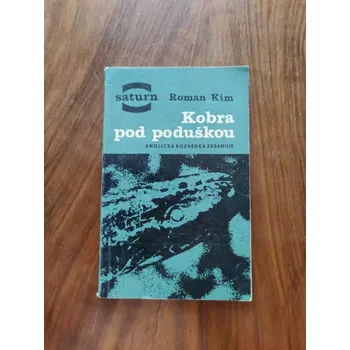 saturn Roman Kim
Kobra
pod poduškou
ANGLICKÁ ROZVĚDKA ZASAHUJE